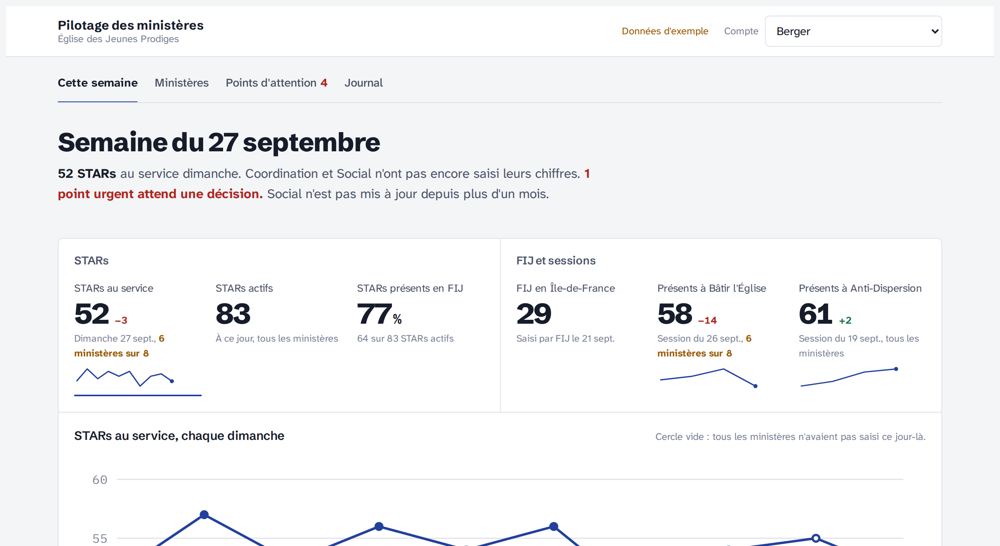 Pilotage des ministères
Église des Jeunes Prodiges
Données d'exemple
Compte
Berger
Cette semaine
Ministères
Points d'attention 4
Journal
Semaine du 27 septembre
52 STARs au service dimanche. Coordination et Social n'ont pas encore saisi leurs chiffres. 1
point urgent attend une décision. Social n'est pas mis à jour depuis plus d'un mois.
STARs
STARs au service
52 –3
Dimanche 27 sept., 6
ministères sur 8
STARs actifs
83
À ce jour, tous les ministères
STARs présents en FIJ
77%
64 sur 83 STARs actifs
FIJ et sessions
FIJ en Île-de-France
29
Saisi par FIJ le 21 sept.
Présents à Bâtir l'Église
58 –14
Session du 26 sept., 6
ministères sur 8
Présents à Anti-Dispersion
61 +2
Session du 19 sept., tous les
ministères
STARs au service, chaque dimanche
Cercle vide : tous les ministères n'avaient pas saisi ce jour-là.
60
55